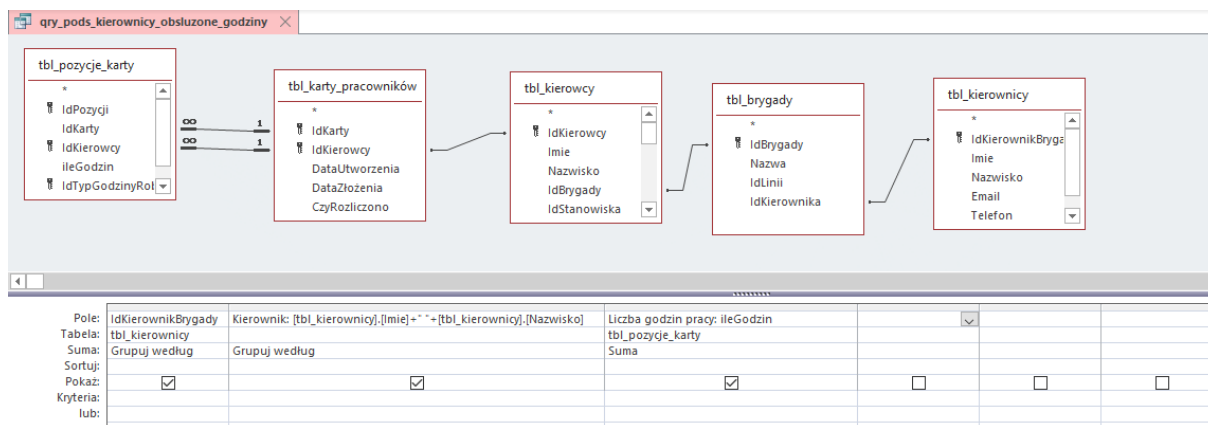 qry_pods_kierownicy_obsluzone_godziny
tbl_pozycje_karty
*
IdPozycji
IdKarty
IdKierowcy
ileGodzin
IdTypGodzinyRol
∞ 1
∞ 1
tbl_karty_pracowników
*
IdKarty
IdKierowcy
DataUtworzenia
DataZłożenia
CzyRozliczono
tbl_kierowcy
*
IdKierowcy
Imie
Nazwisko
IdBrygady
IdStanowiska
tbl_brygady
*
IdBrygady
Nazwa
IdLinii
IdKierownika
tbl_kierownicy
*
IdKierownikBryga
Imie
Nazwisko
Email
Telefon
Pole: IdKierownikBrygady Kierownik: [tbl_kierownicy].[Imie]+" "+[tbl_kierownicy].[Nazwisko] Liczba godzin pracy: ileGodzin
Tabela: tbl_kierownicy tbl_pozycje_karty
Suma: Grupuj według Grupuj według Suma
Sortuj:
Pokaż:
Kryteria:
lub: